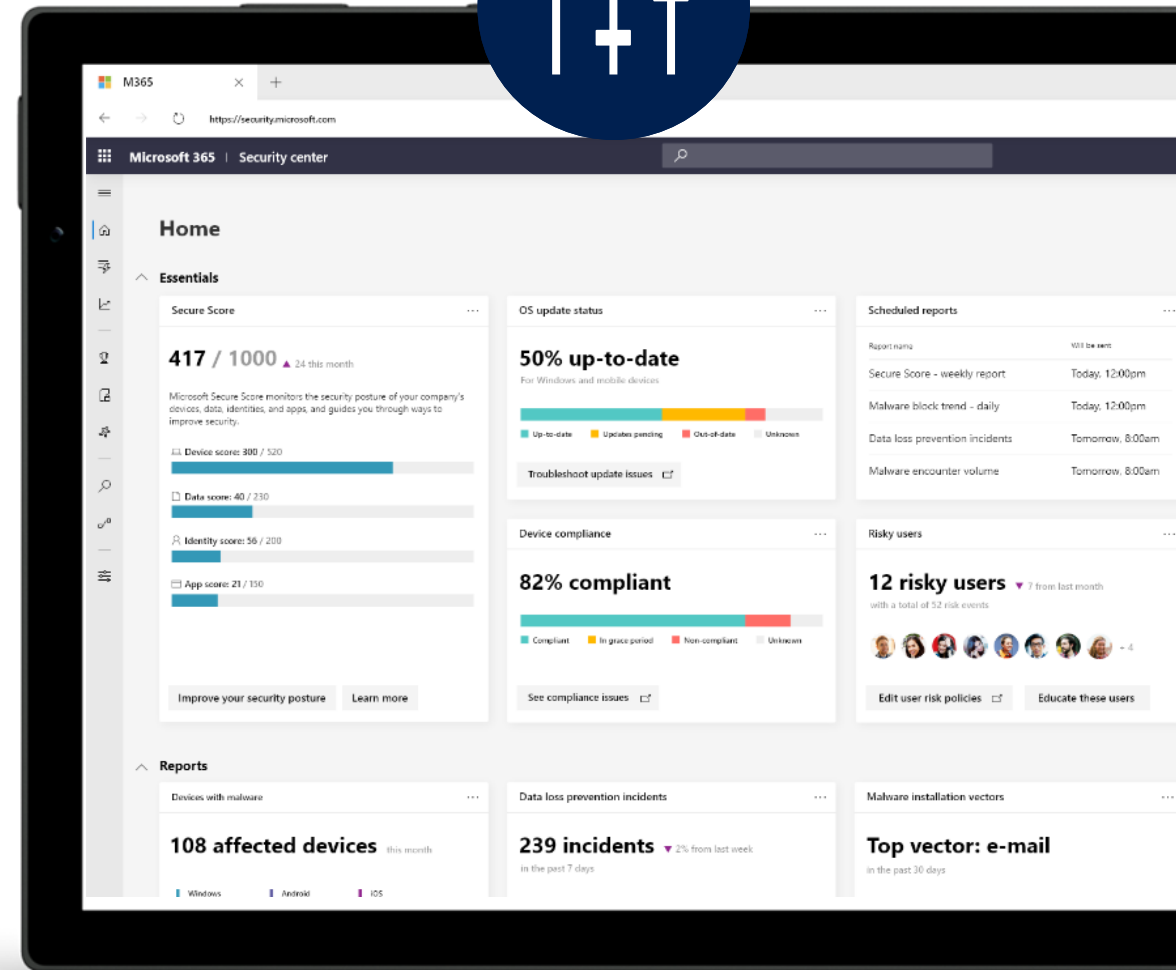 M365
https://security.microsoft.com
Microsoft 365 | Security center
Home
Essentials
Secure Score
417 / 1000 ▲ 24 this month
Microsoft Secure Score monitors the security posture of your company's
devices, data, identities, and apps, and guides you through ways to
improve security.
Device score: 300 / 520
Data score: 40 / 230
Identity score: 56 / 200
App score: 21 / 150
Improve your security posture
Learn more
OS update status
50% up-to-date
For Windows and mobile devices
Up-to-date
Updates pending
Out-of-date
Unknown
Troubleshoot update issues
Scheduled reports
Report name
Will be sent
Secure Score - weekly report
Today, 12:00pm
Malware block trend - daily
Today, 12:00pm
Data loss prevention incidents
Tomorrow, 8:00am
Malware encounter volume
Tomorrow, 8:00am
Device compliance
82% compliant
Compliant
In grace period
Non-compliant
Unknown
See compliance issues
Risky users
12 risky users ▼ 7 from last month
with a total of 52 risk events
+ 4
Edit user risk policies
Educate these users
Reports
Devices with malware
108 affected devices this month
Windows
Android
iOS
Data loss prevention incidents
239 incidents ▼ 2% from last week
in the past 7 days
Malware installation vectors
Top vector: e-mail
in the past 30 days